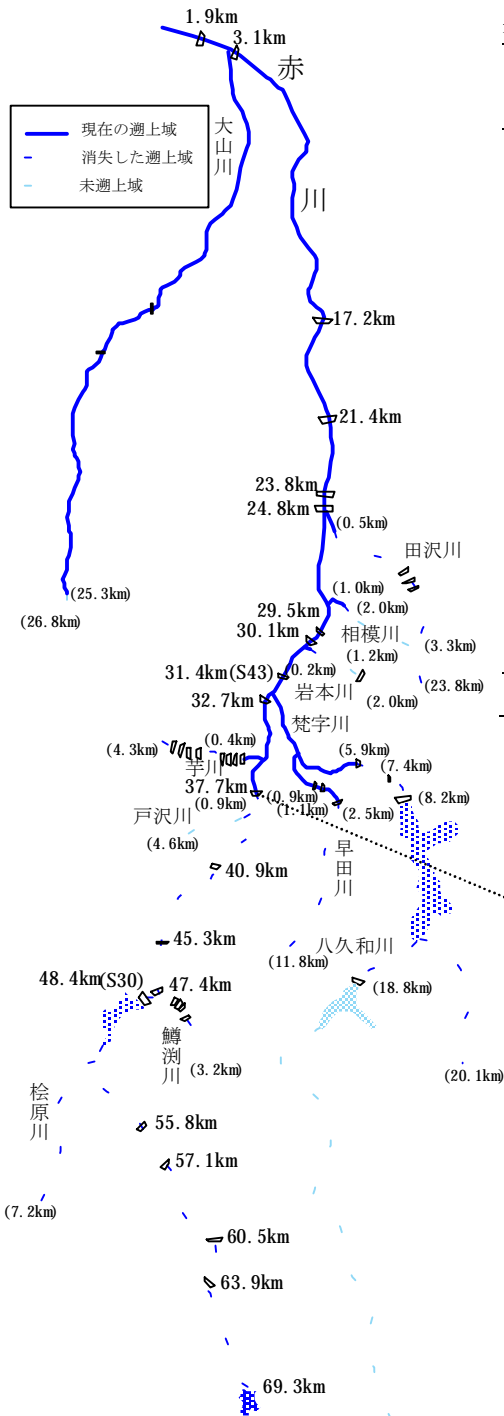 1.9km
3.1km
赤
川
大山川
現在の遡上域
消失した遡上域
未遡上域
17.2km
21.4km
23.8km
24.8km
(0.5km)
田沢川
(25.3km)
(26.8km)
(1.0km)
(2.0km)
29.5km
30.1km
相模川
(3.3km)
(1.2km)
31.4km(S43)
(0.2km)
岩本川
(2.0km)
(23.8km)
32.7km
梵字川
(4.3km)
(0.4km)
芋川
(5.9km)
(7.4km)
37.7km
(0.9km)
(0.9km)
(1.1km)
(2.5km)
(8.2km)
戸沢川
(4.6km)
早田川
40.9km
45.3km
(11.8km)
八久和川
(18.8km)
48.4km(S30)
47.4km
鱒渕川
(3.2km)
(20.1km)
桧原川
55.8km
57.1km
(7.2km)
60.5km
63.9km
69.3km